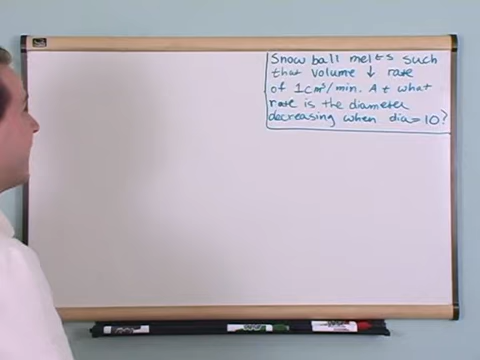 Snow ball melts such
that volume ↓ rate
of 1cm³/min. At what
rate is the diameter
decreasing when dia=10?